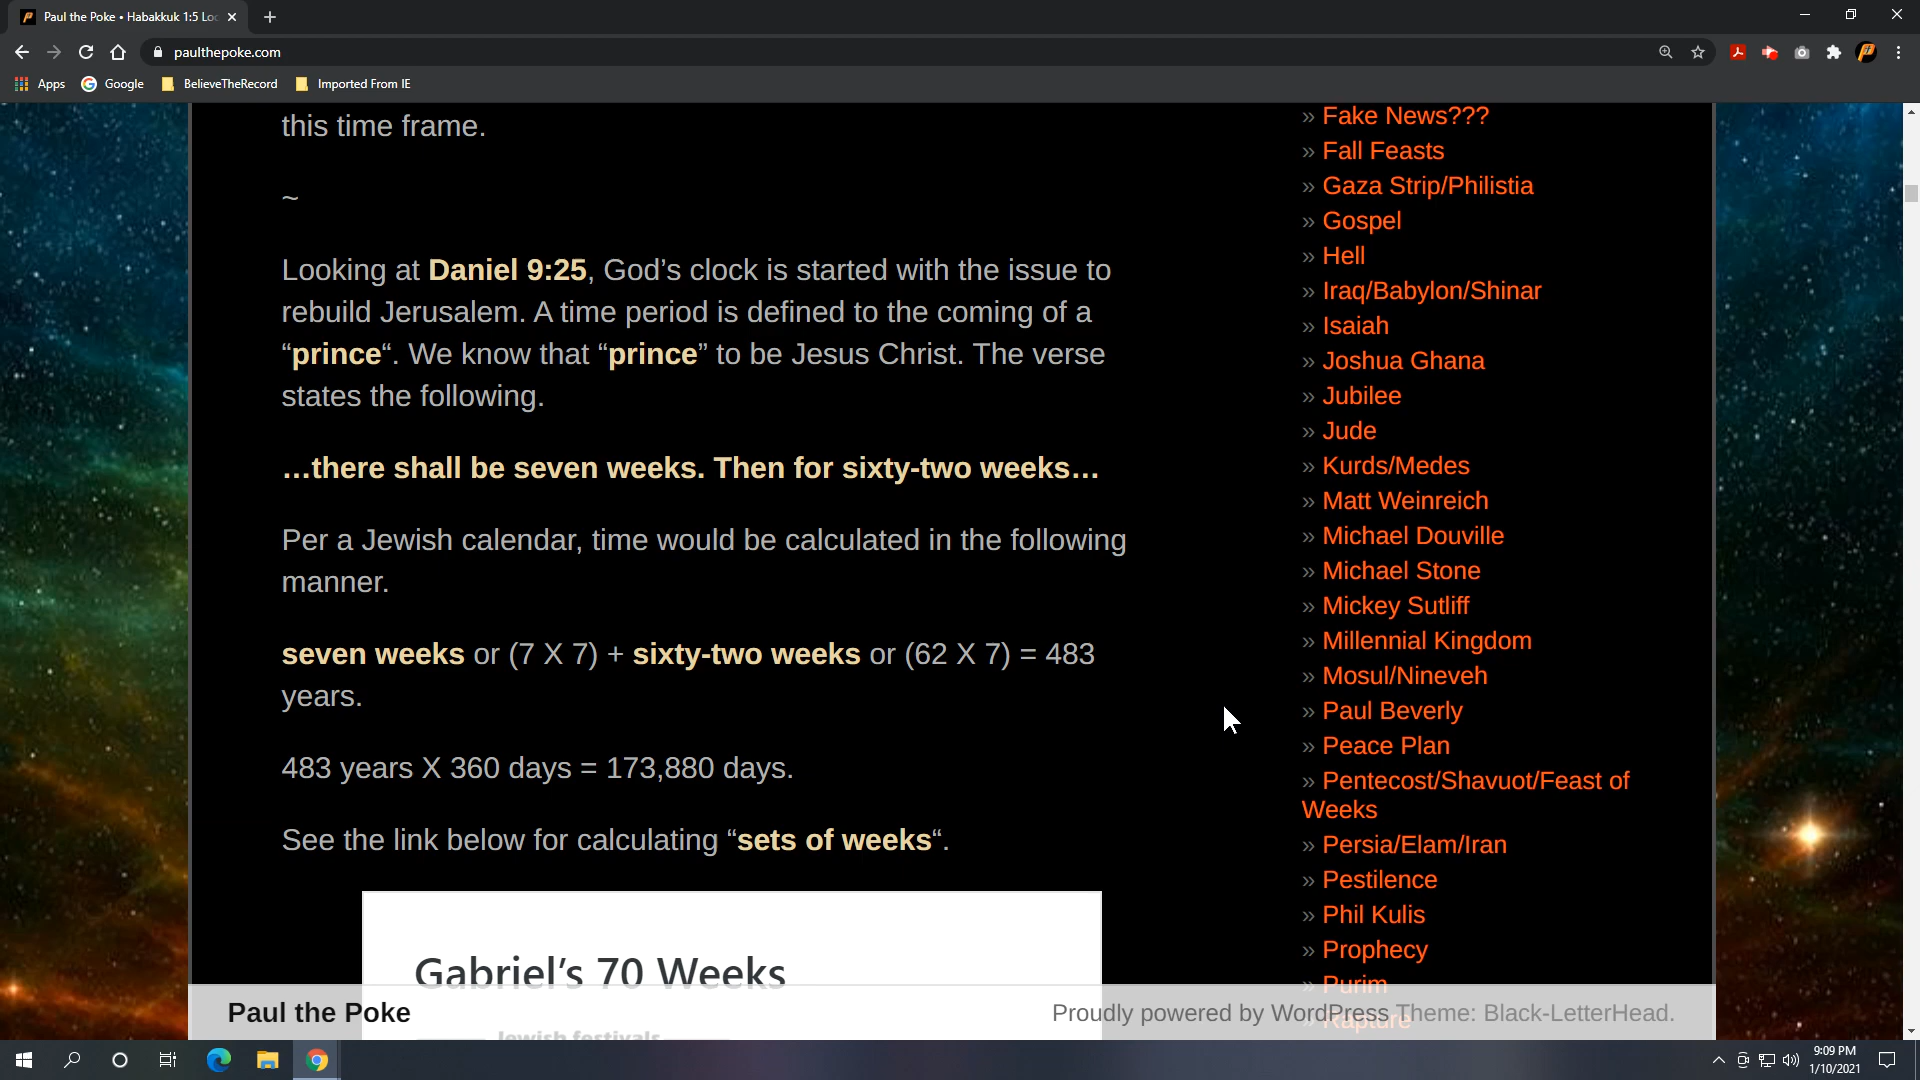 Paul the Poke • Habakkuk 1:5 Loo
paulthepoke.com
Apps
Google
BelieveTheRecord
Imported From IE
this time frame.
~
Looking at Daniel 9:25, God’s clock is started with the issue to
rebuild Jerusalem. A time period is defined to the coming of a
“prince“. We know that “prince” to be Jesus Christ. The verse
states the following.
…there shall be seven weeks. Then for sixty-two weeks…
Per a Jewish calendar, time would be calculated in the following
manner.
seven weeks or (7 X 7) + sixty-two weeks or (62 X 7) = 483
years.
483 years X 360 days = 173,880 days.
See the link below for calculating “sets of weeks“.
Gabriel’s 70 Weeks
Jewish festivals
» Fake News???
» Fall Feasts
» Gaza Strip/Philistia
» Gospel
» Hell
» Iraq/Babylon/Shinar
» Isaiah
» Joshua Ghana
» Jubilee
» Jude
» Kurds/Medes
» Matt Weinreich
» Michael Douville
» Michael Stone
» Mickey Sutliff
» Millennial Kingdom
» Mosul/Nineveh
» Paul Beverly
» Peace Plan
» Pentecost/Shavuot/Feast of
Weeks
» Persia/Elam/Iran
» Pestilence
» Phil Kulis
» Prophecy
» Purim
» Rapture
Paul the Poke
Proudly powered by WordPress Theme: Black-LetterHead.
9:09 PM
1/10/2021